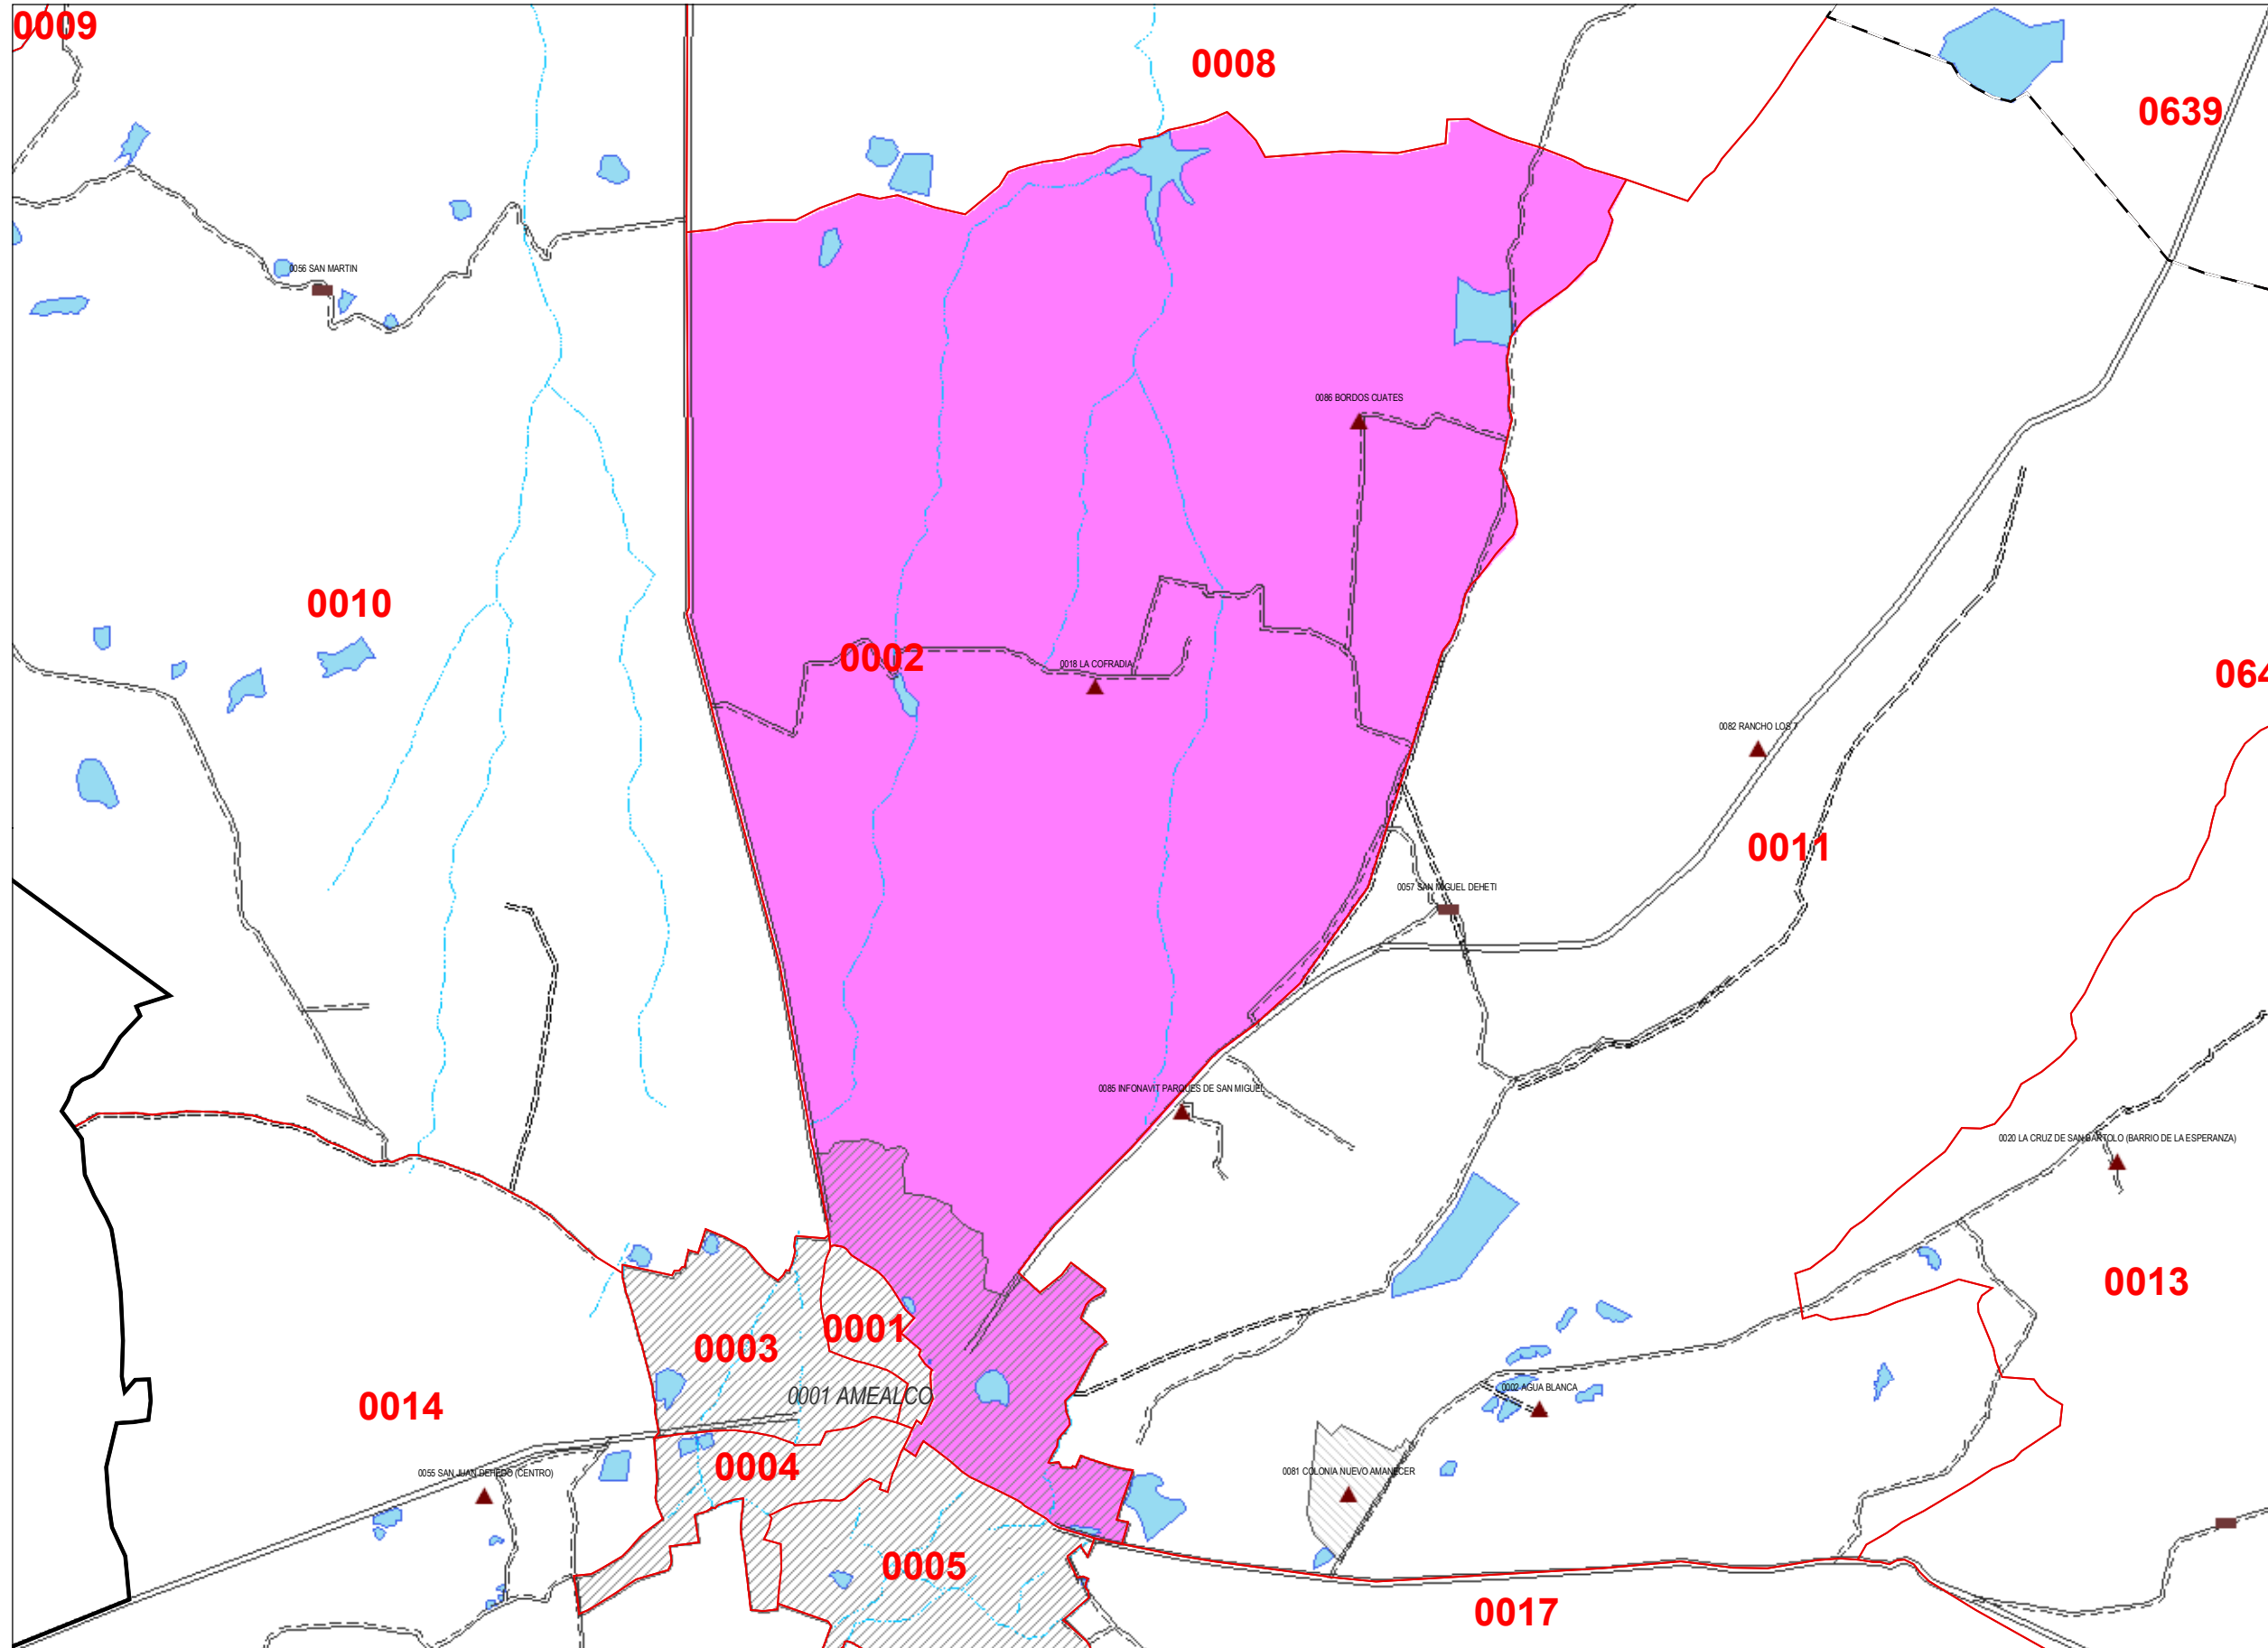 0009
0008
0639
0056 SAN MARTIN
0086 BORDOS CUATES
0010
0002
0018 LA COFRADIA
064
0082 RANCHO LOS 7
0011
0057 SAN MIGUEL DEHETI
0085 INFONAVIT PARQUES DE SAN MIGUEL
0020 LA CRUZ DE SAN BARTOLO (BARRIO DE LA ESPERANZA)
0013
0001
0003
0001 AMEALCO
0002 AGUA BLANCA
0014
0004
0055 SAN JUAN DEHEDO (CENTRO)
0081 COLONIA NUEVO AMANECER
0005
0017